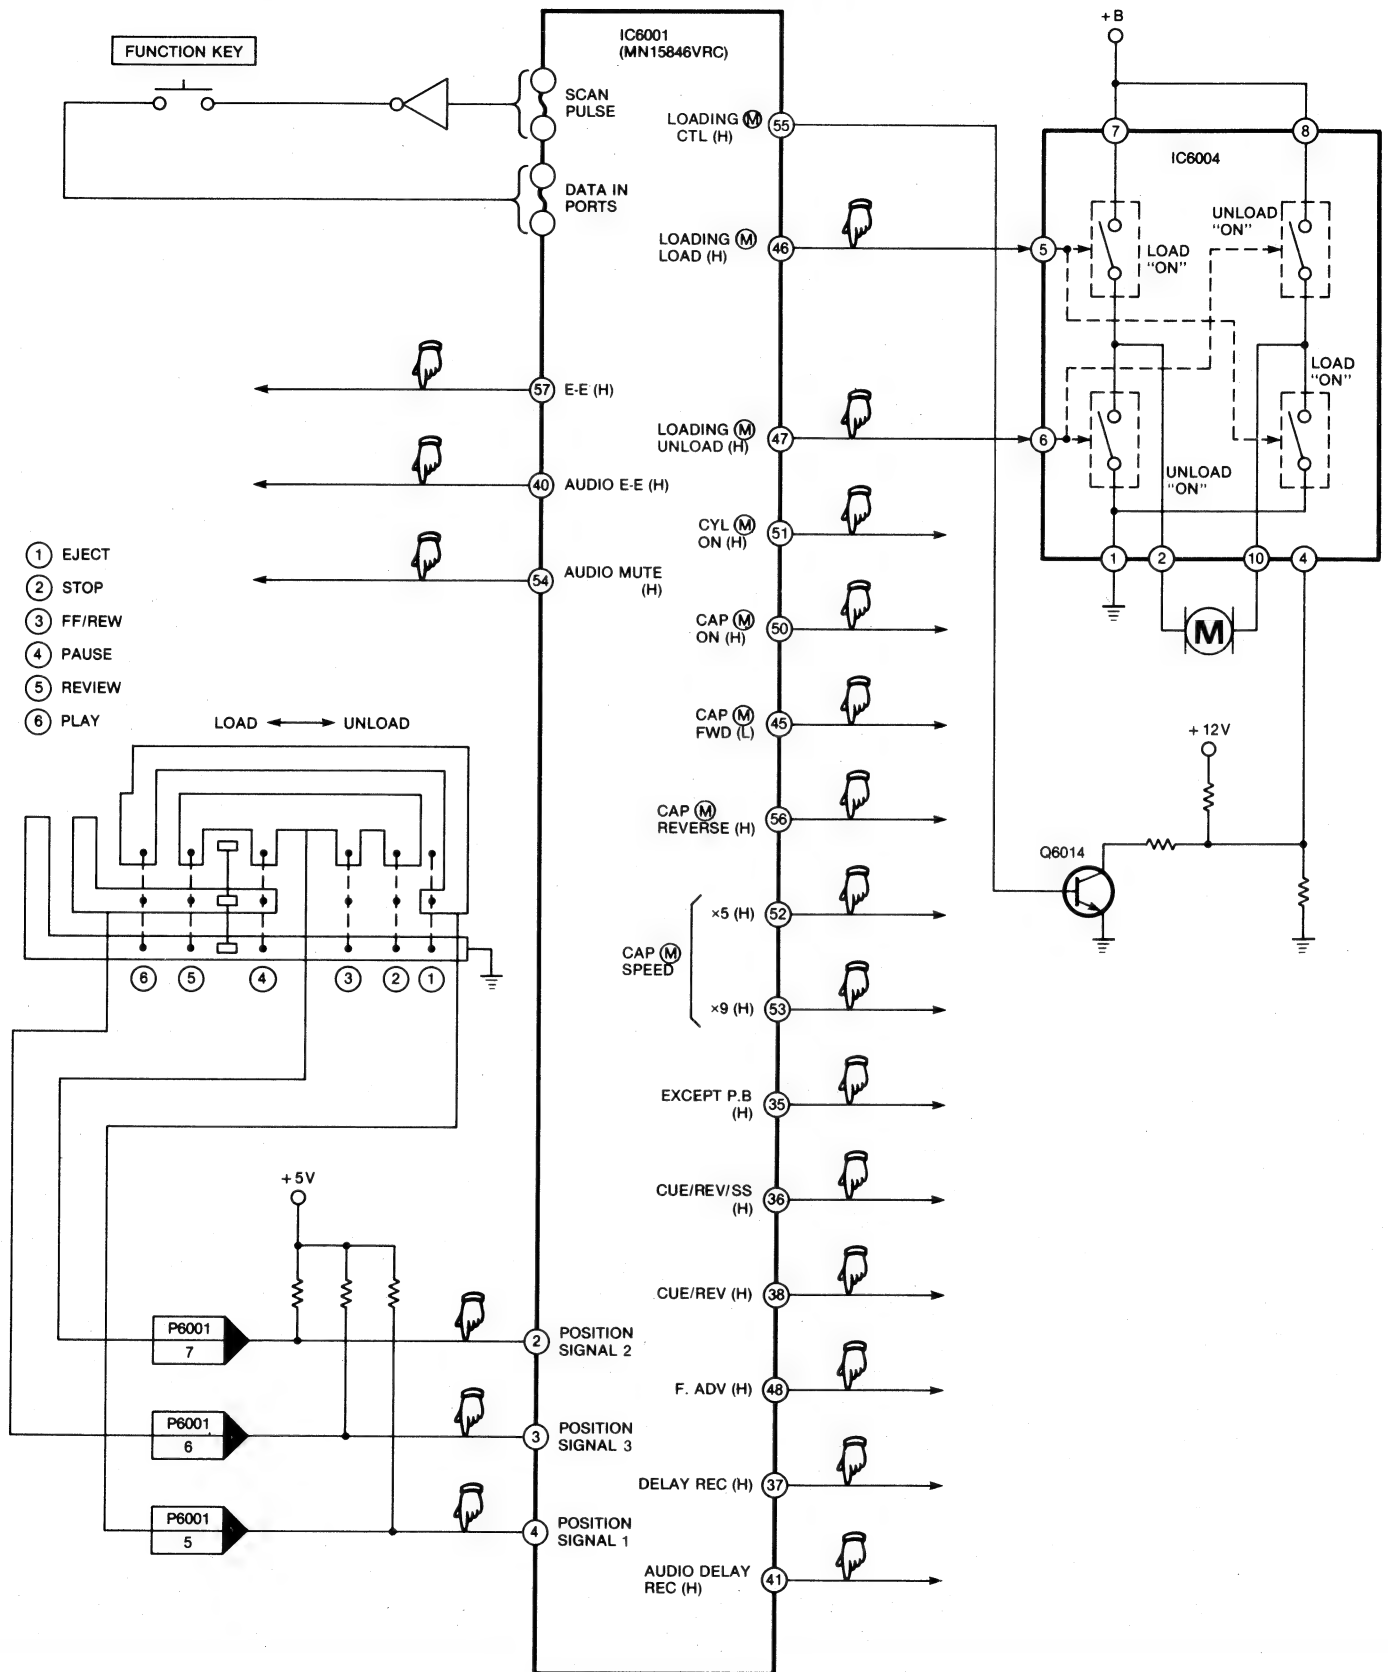 FUNCTION KEY
IC6001
(MN15846VRC)
SCAN
PULSE
DATA IN
PORTS
57 E-E (H)
40 AUDIO E-E (H)
54 AUDIO MUTE
(H)
LOADING M
CTL (H)
55
LOADING M
LOAD (H)
46
LOADING M
UNLOAD (H)
47
CYL M
ON (H)
51
CAP M
ON (H)
50
CAP M
FWD (L)
45
CAP M
REVERSE (H)
56
×5 (H) 52
CAP M
SPEED
×9 (H) 53
EXCEPT P.B
(H)
35
CUE/REV/SS
(H)
36
CUE/REV (H) 38
F. ADV (H) 48
DELAY REC (H) 37
AUDIO DELAY
REC (H)
41
+B
7
8
IC6004
5
LOAD
"ON"
UNLOAD
"ON"
6
UNLOAD
"ON"
LOAD
"ON"
1
2
10
4
M
+12V
Q6014
1 EJECT
2 STOP
3 FF/REW
4 PAUSE
5 REVIEW
6 PLAY
LOAD UNLOAD
6 5 4 3 2 1
+5V
P6001
7
2 POSITION
SIGNAL 2
P6001
6
3 POSITION
SIGNAL 3
P6001
5
4 POSITION
SIGNAL 1